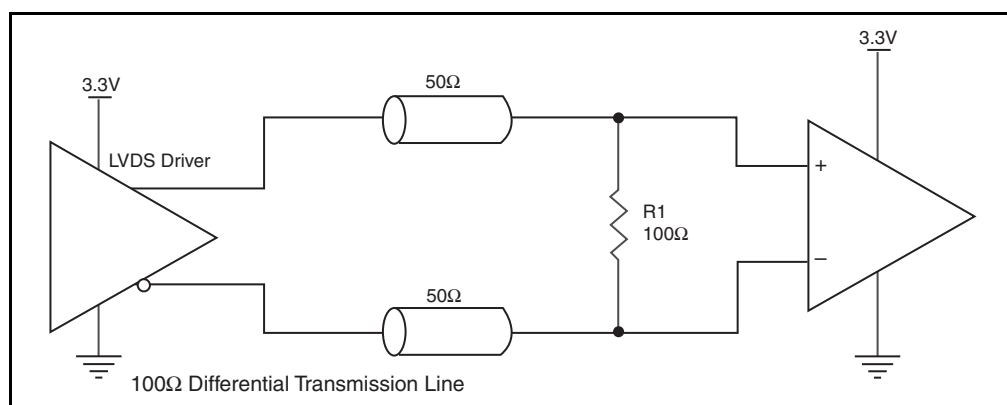 3.3V
3.3V
50Ω
LVDS Driver
+
R1
100Ω
–
50Ω
100Ω Differential Transmission Line